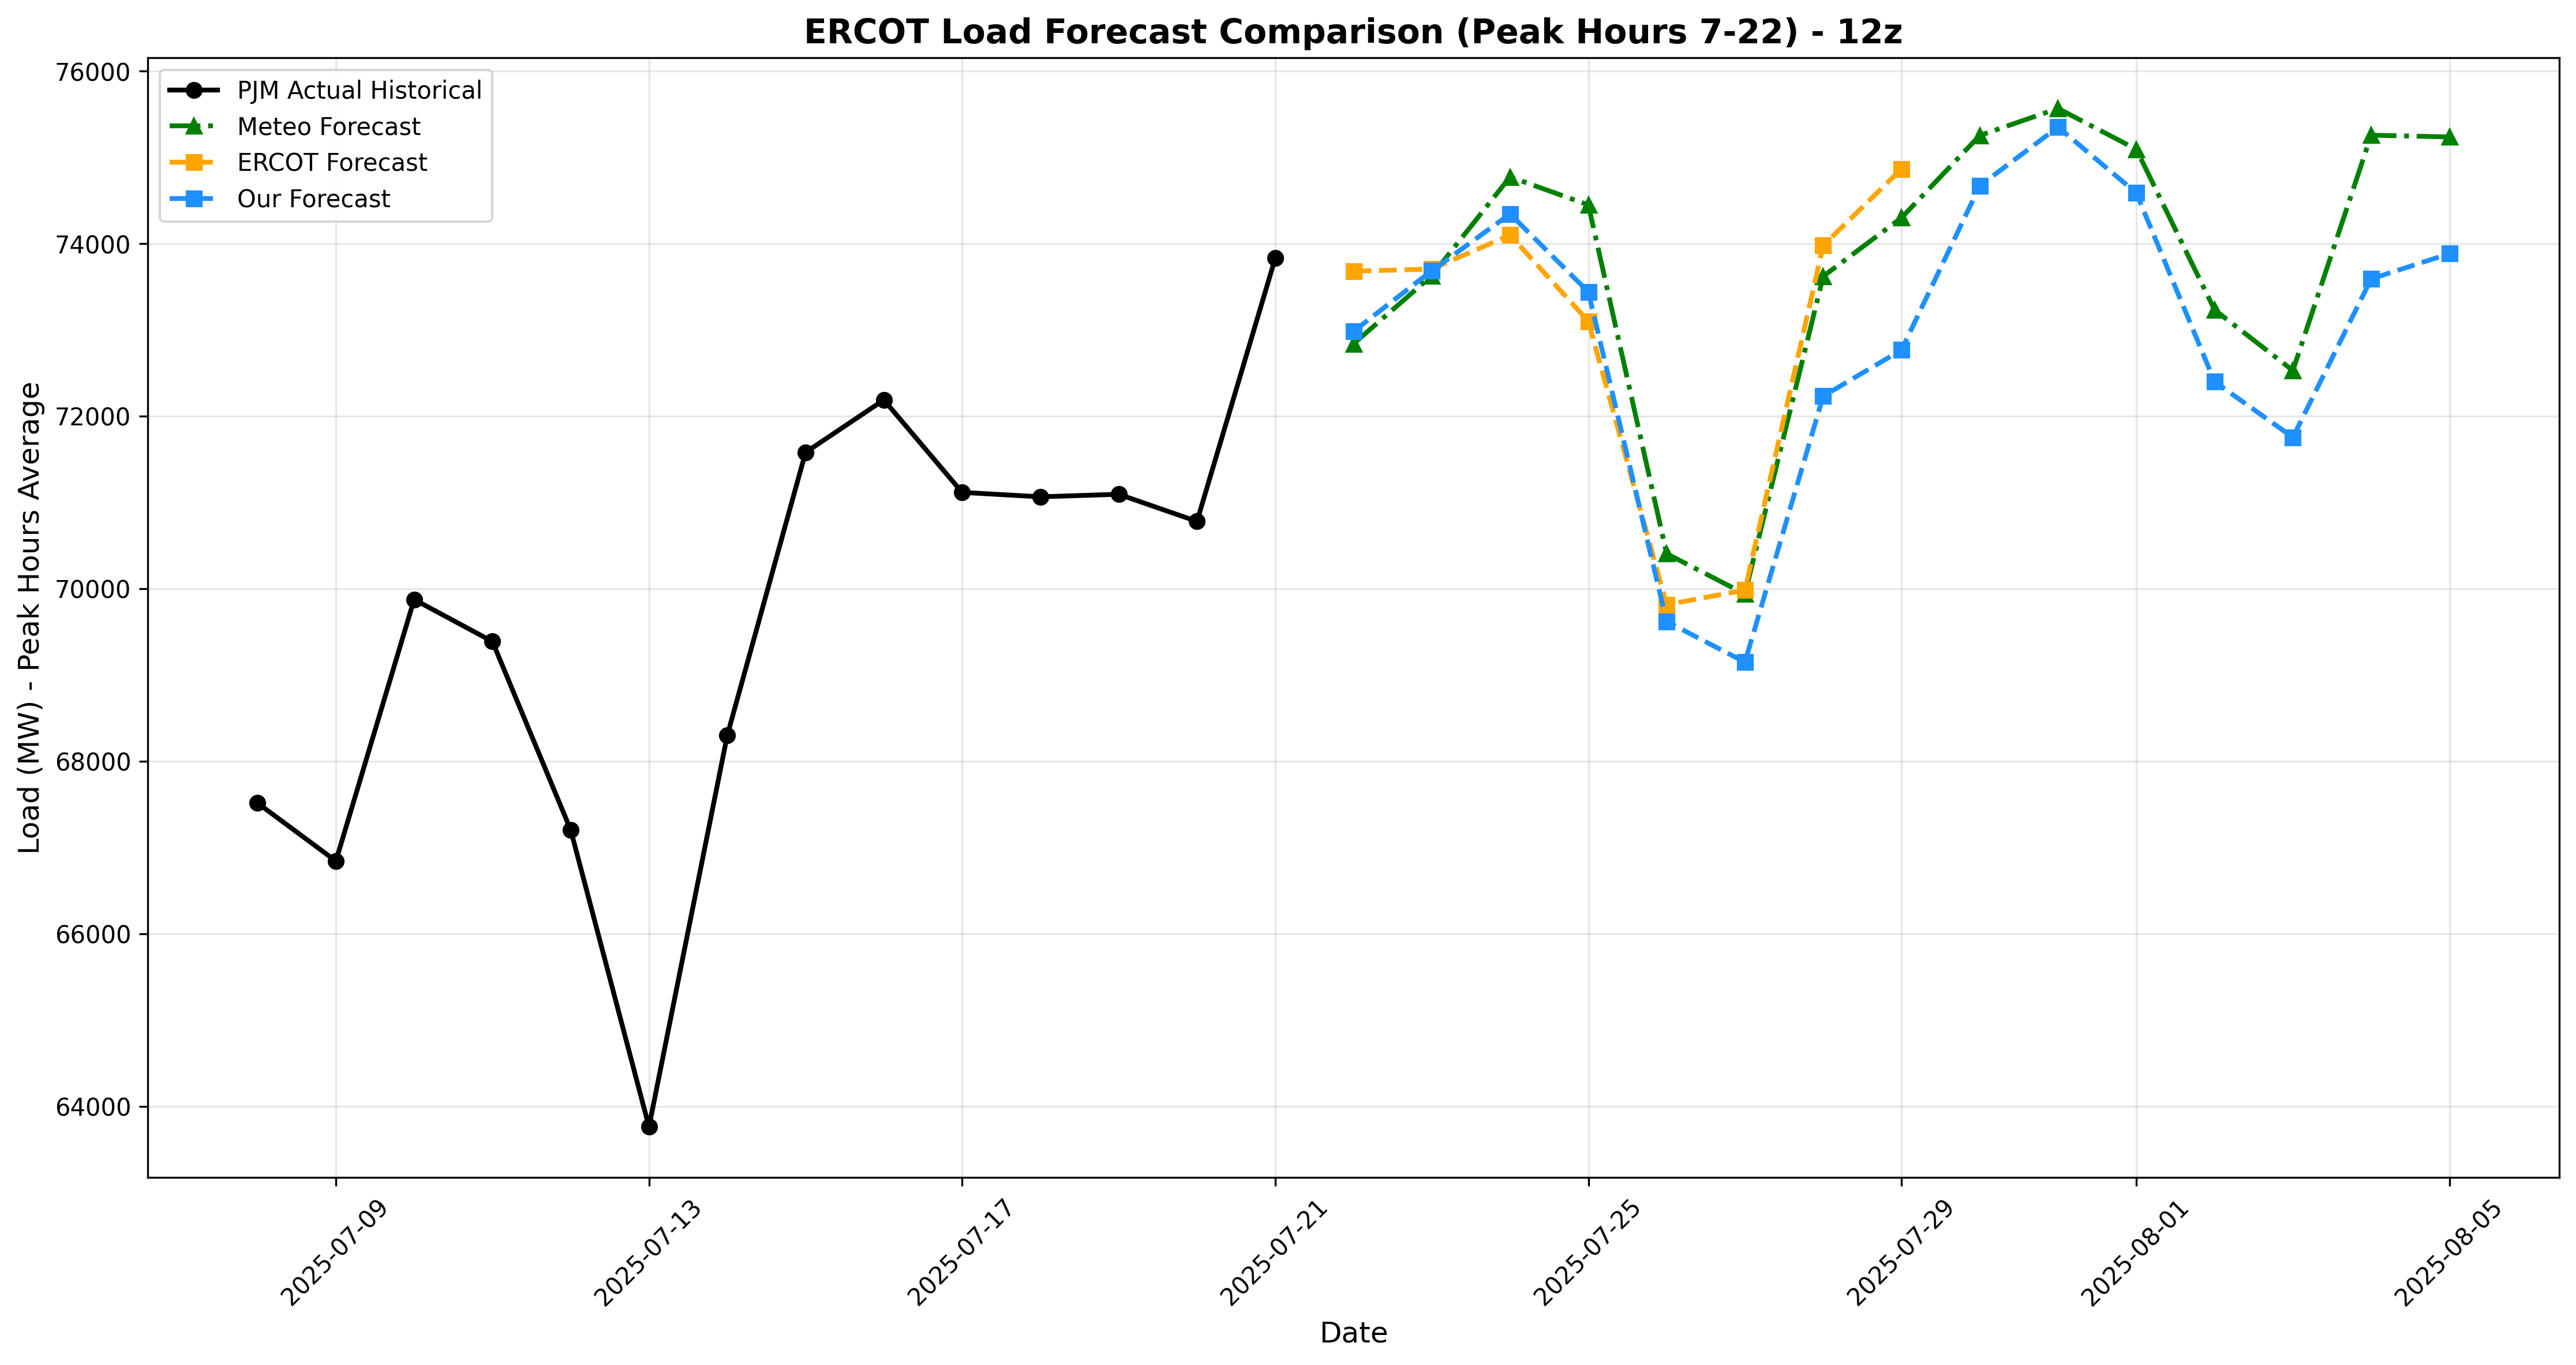 ERCOT Load Forecast Comparison (Peak Hours 7-22) - 12z
PJM Actual Historical
Meteo Forecast
ERCOT Forecast
Our Forecast
Load (MW) - Peak Hours Average
76000
74000
72000
70000
68000
66000
64000
2025-07-09
2025-07-13
2025-07-17
2025-07-21
2025-07-25
2025-07-29
2025-08-01
2025-08-05
Date